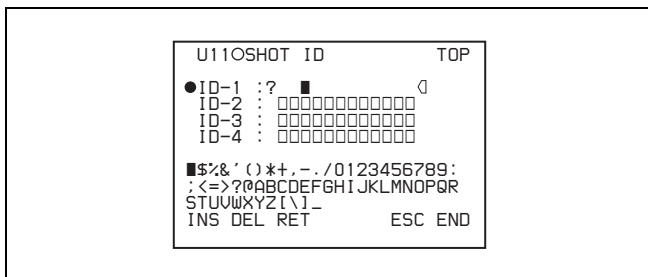 U11○SHOT ID TOP
●ID-1 :? ■
ID-2 : □□□□□□□□□□□□
ID-3 : □□□□□□□□□□□□
ID-4 : □□□□□□□□□□□□
■$%&'()*+,-./0123456789:
;<=>?@ABCDEFGHIJKLMNOPQR
STUVWXYZ[\]_
INS DEL RET ESC END